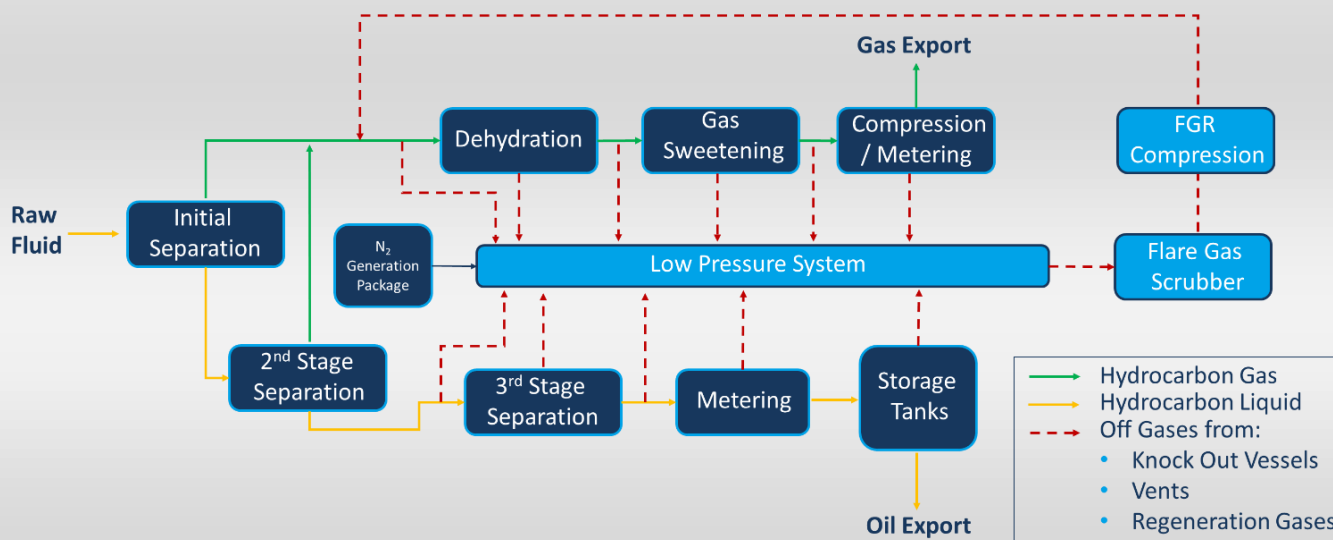 Gas Export
Dehydration
Gas
Sweetening
Compression
/ Metering
FGR
Compression
Raw
Fluid
Initial
Separation
N₂
Generation
Package
Low Pressure System
Flare Gas
Scrubber
2nd Stage
Separation
3rd Stage
Separation
Metering
Storage
Tanks
Oil Export
Hydrocarbon Gas
Hydrocarbon Liquid
Off Gases from:
• Knock Out Vessels
• Vents
• Regeneration Gases